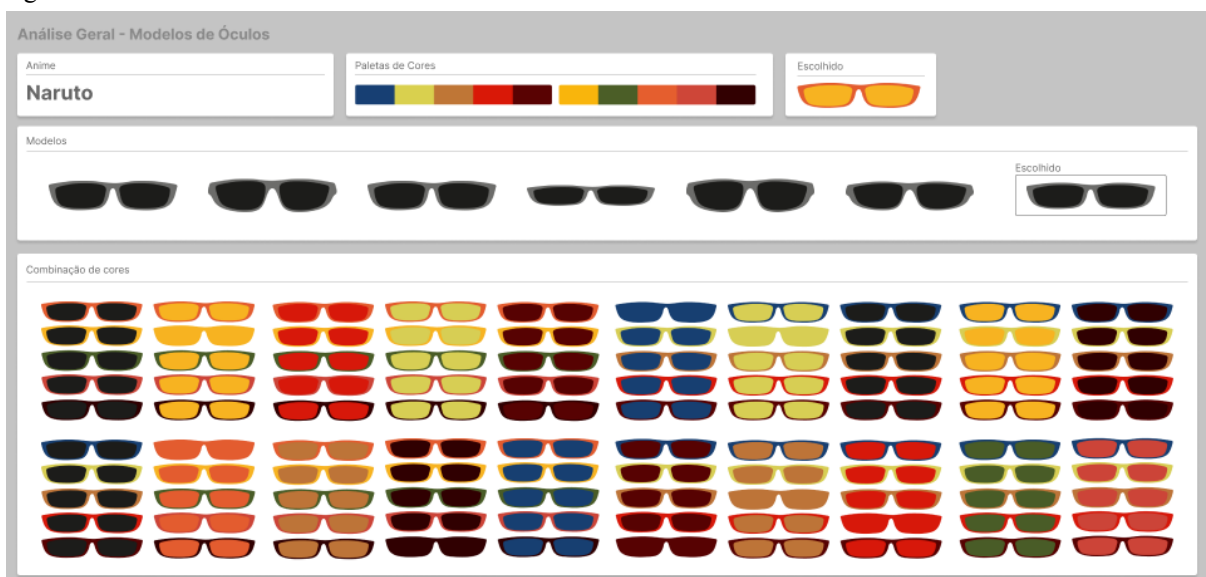 Análise Geral - Modelos de Óculos
Anime
Naruto
Paletas de Cores
Escolhido
Modelos
Escolhido
Combinação de cores